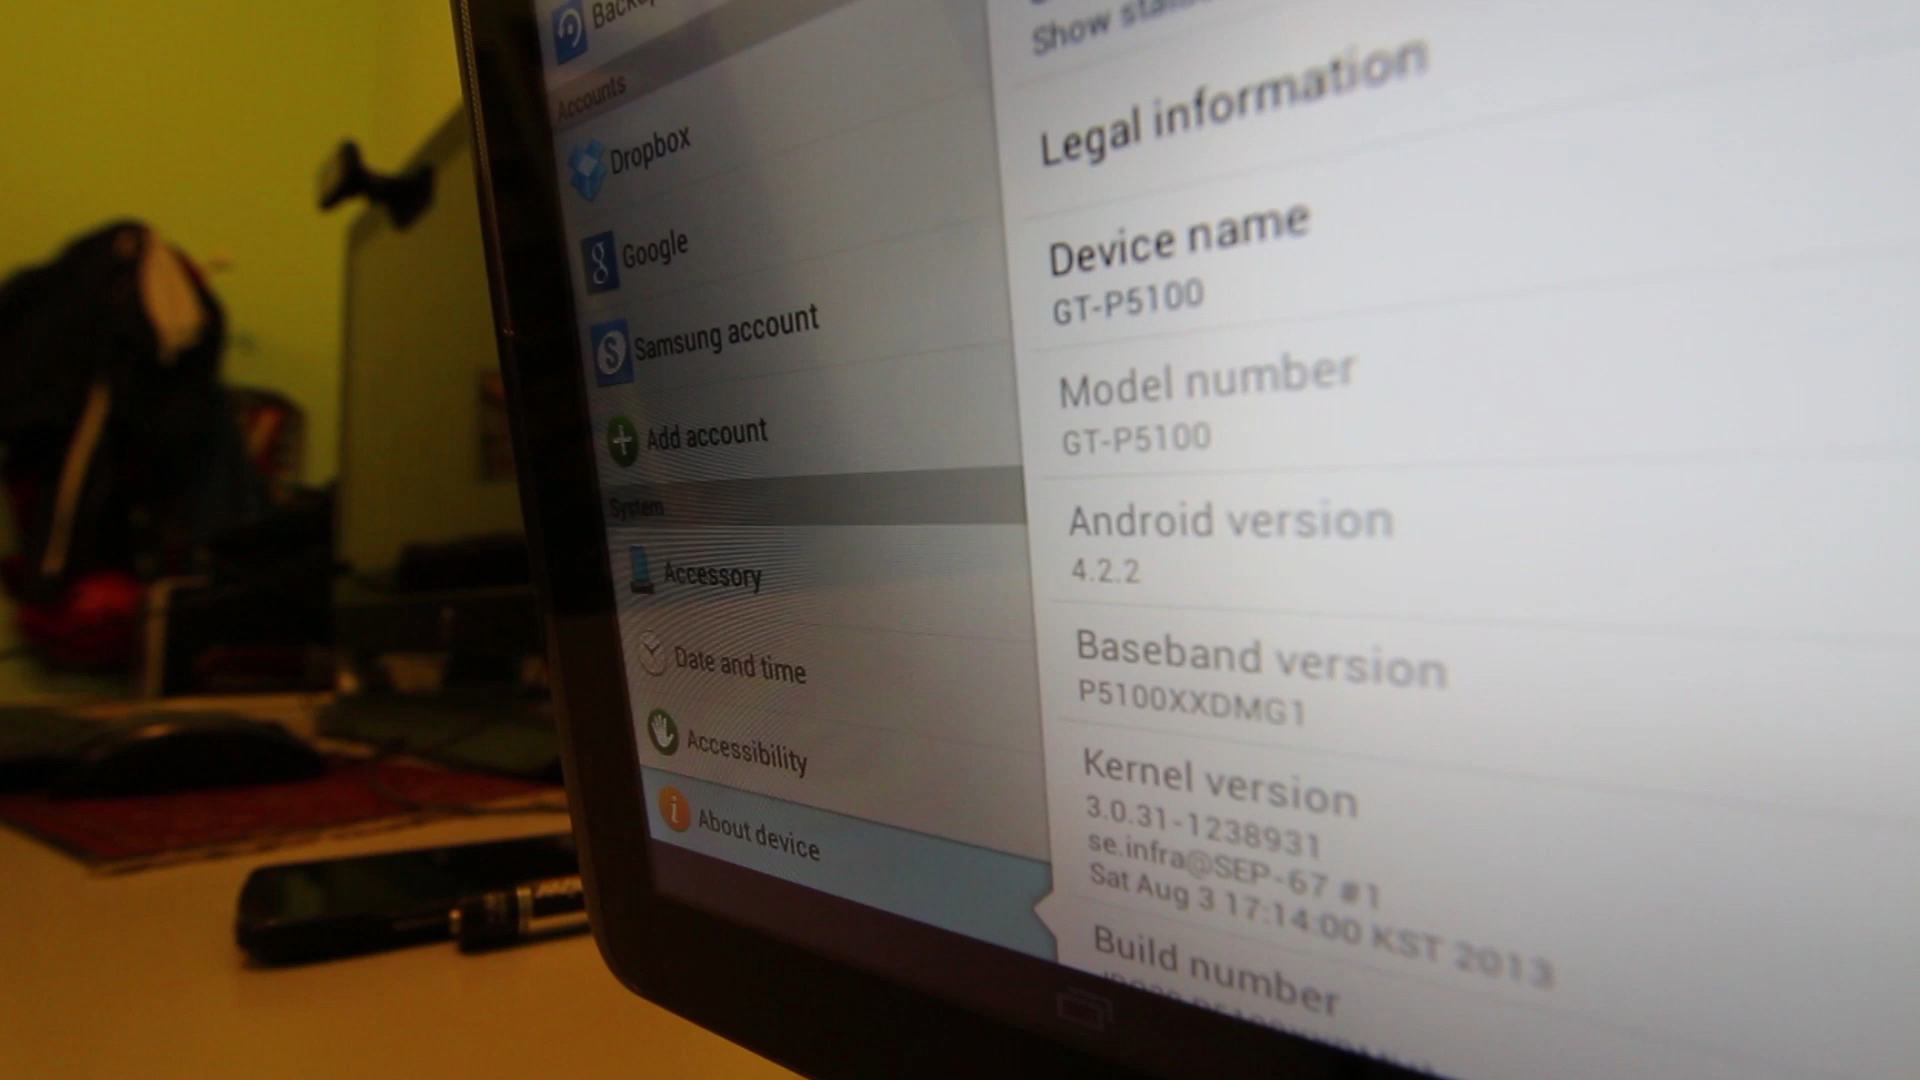 Accounts
Dropbox
Google
Samsung account
Add account
System
Accessory
Date and time
Accessibility
About device
Show
Legal information
Device name
GT-P5100
Model number
GT-P5100
Android version
4.2.2
Baseband version
P5100XXDMG1
Kernel version
3.0.31-1238931
se.infra@SEP-67 #1
Sat Aug 3 17:14:00 KST 2013
Build number